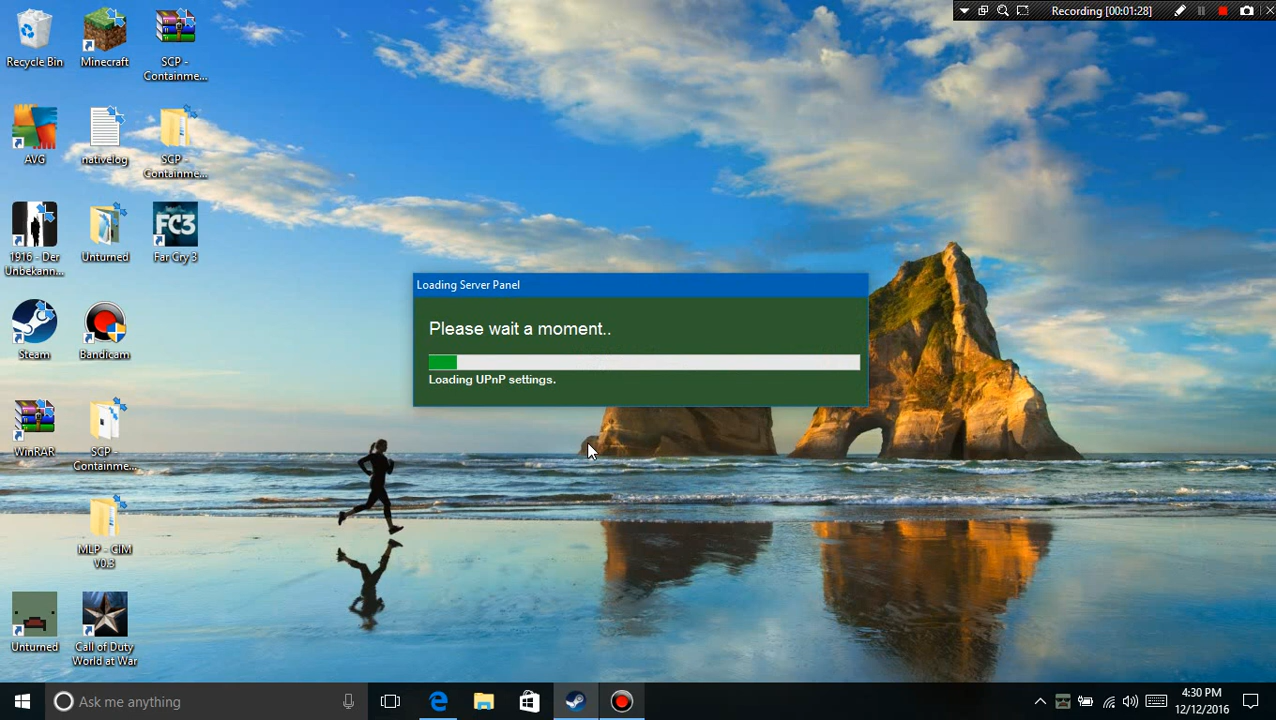 Recording [00:01:28]
Recycle Bin
Minecraft
SCP -
Containme...
AVG
nativelog
SCP -
Containme...
1916 - Der
Unbekann...
Unturned
FC3
Far Cry 3
Loading Server Panel
Please wait a moment..
Loading UPnP settings.
Steam
Bandicam
WinRAR
SCP -
Containme...
MLP - CIM
V0.3
Unturned
Call of Duty
World at War
Ask me anything
4:30 PM
12/12/2016